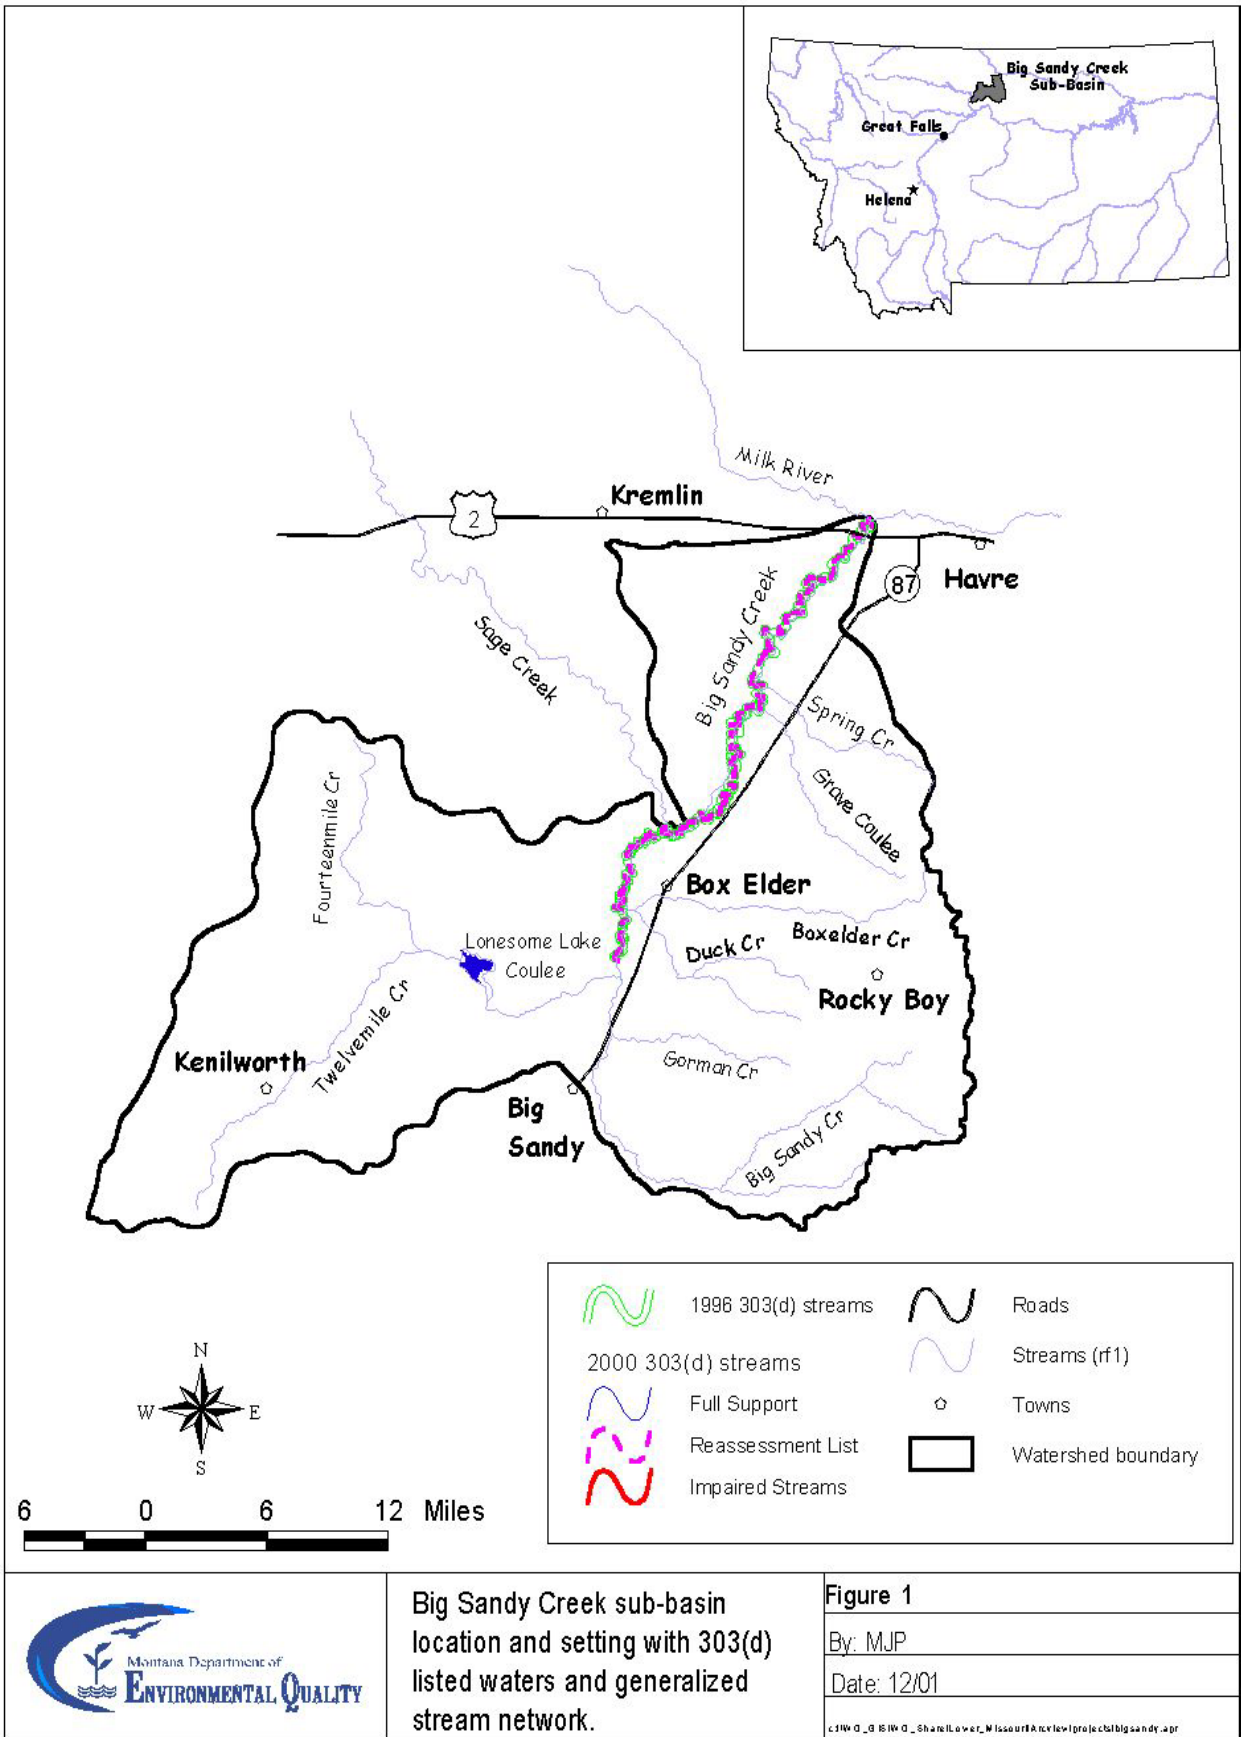 Big Sandy Creek
Sub-Basin
Great Falls
Helena
Milk River
Kremlin
2
87
Havre
Big Sandy Creek
Sage Creek
Spring Cr
Grave Coulee
Fourteenmile Cr
Box Elder
Lonesome Lake
Coulee
Duck Cr
Boxelder Cr
Rocky Boy
Twelvemile Cr
Kenilworth
Gorman Cr
Big
Sandy
Big Sandy Cr
1996 303(d) streams
2000 303(d) streams
Full Support
Reassessment List
Impaired Streams
Roads
Streams (rf1)
Towns
Watershed boundary
N
W
E
S
6 0 6 12 Miles
Montana Department of
ENVIRONMENTAL QUALITY
Big Sandy Creek sub-basin
location and setting with 303(d)
listed waters and generalized
stream network.
Figure 1
By: MJP
Date: 12/01